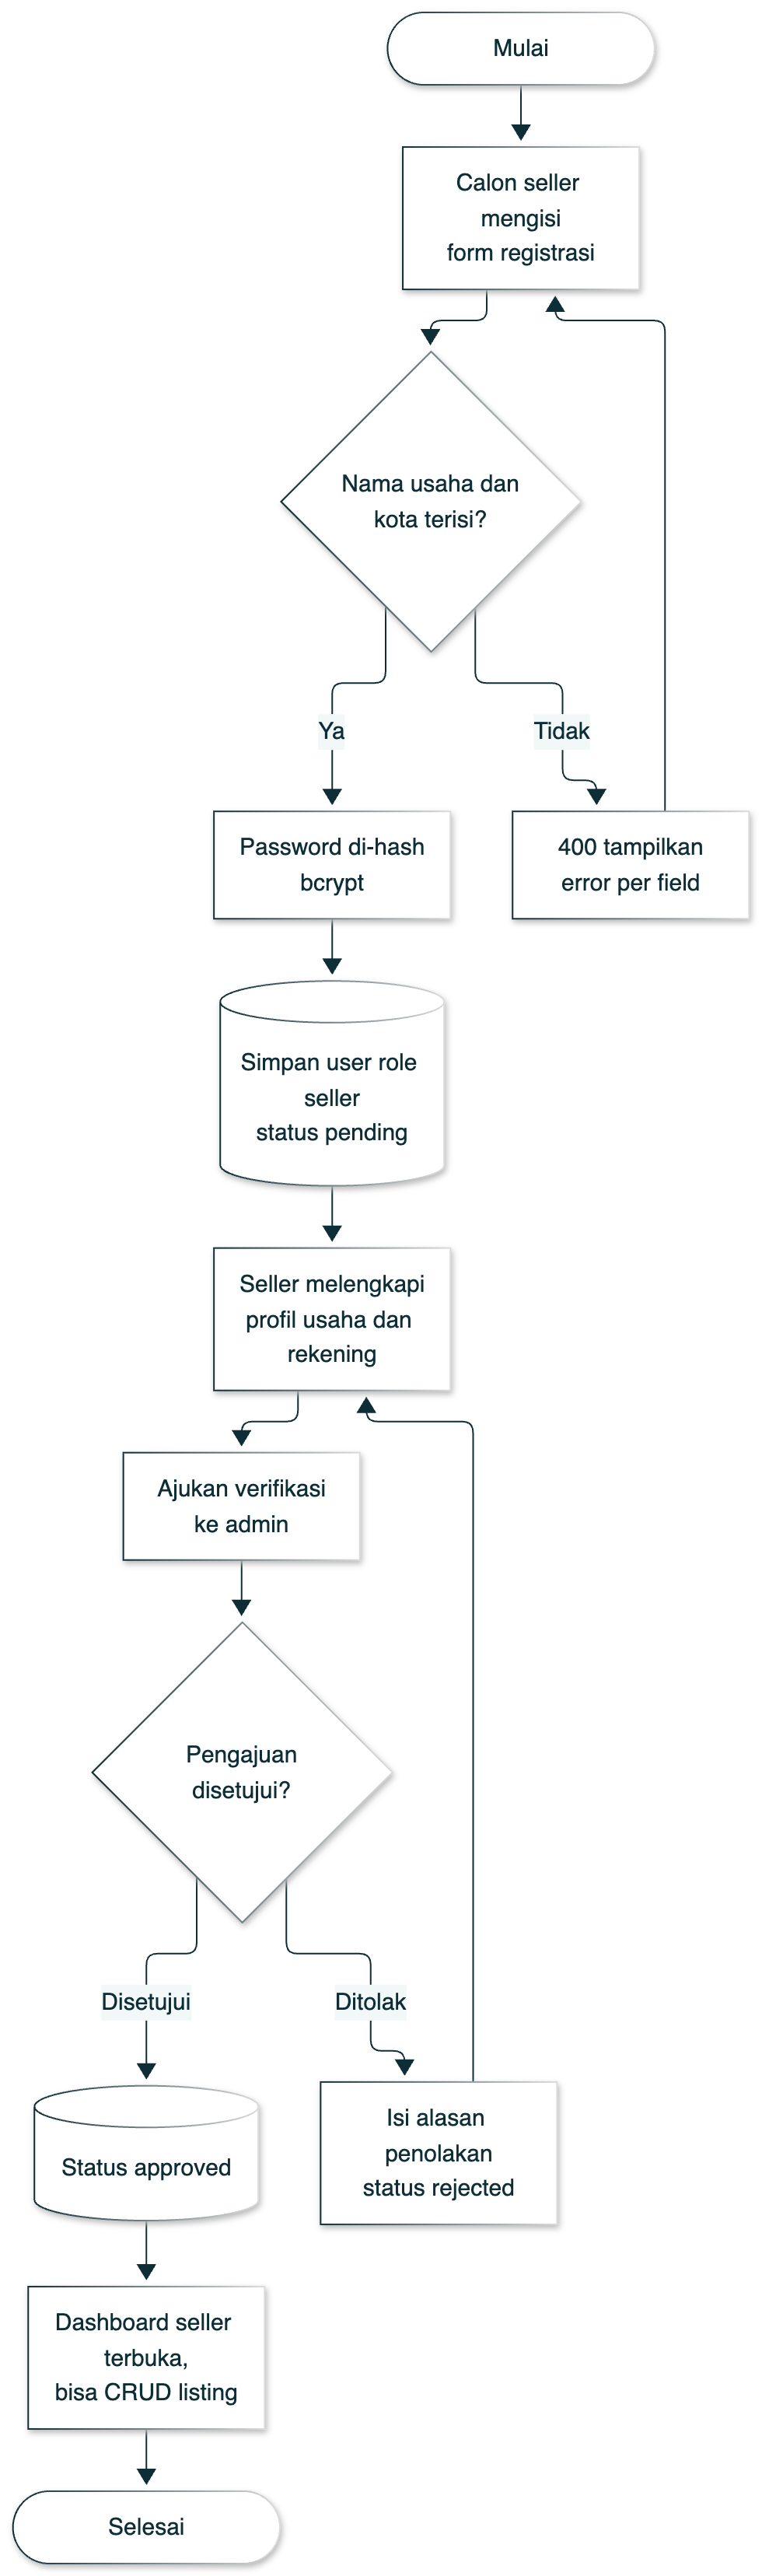 Mulai
Calon seller
mengisi
form registrasi
Nama usaha dan
kota terisi?
Ya
Tidak
Password di-hash
bcrypt
400 tampilkan
error per field
Simpan user role
seller
status pending
Seller melengkapi
profil usaha dan
rekening
Ajukan verifikasi
ke admin
Pengajuan
disetujui?
Disetujui
Ditolak
Status approved
Isi alasan
penolakan
status rejected
Dashboard seller
terbuka,
bisa CRUD listing
Selesai